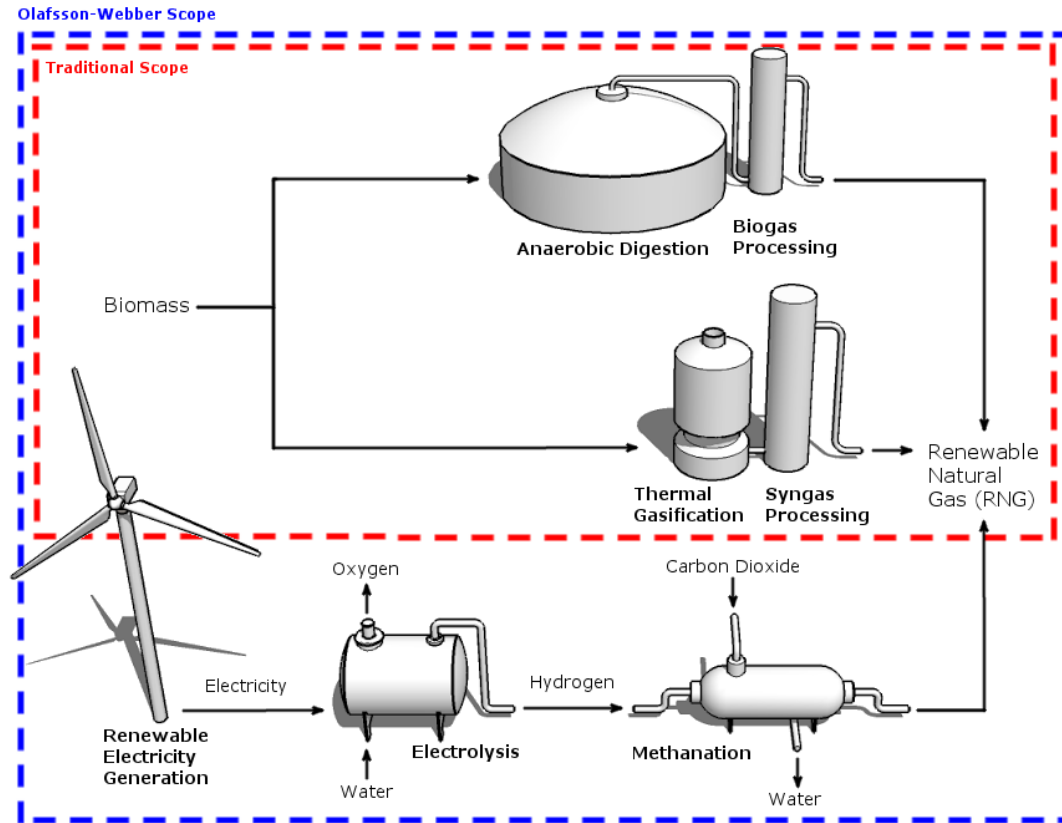 Olafsson-Webber Scope
Traditional Scope
Anaerobic Digestion
Biogas
Processing
Biomass
Thermal
Gasification
Syngas
Processing
Renewable
Natural
Gas (RNG)
Oxygen
Carbon Dioxide
Electricity
Hydrogen
Renewable
Electricity
Generation
Electrolysis
Methanation
Water
Water